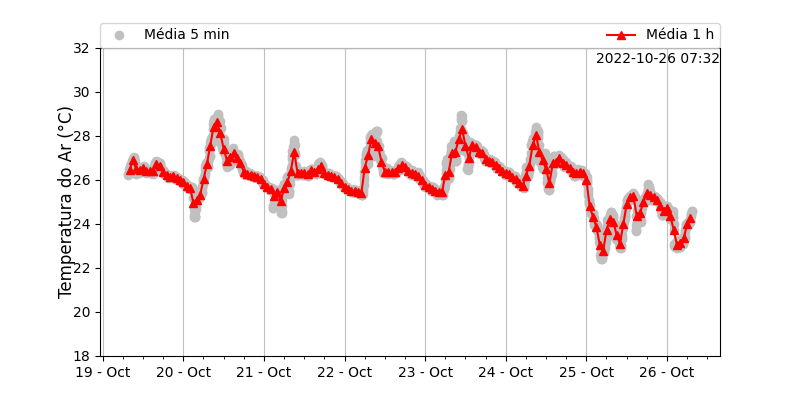 Média 5 min
Média 1 h
2022-10-26 07:32
Temperatura do Ar (°C)
32
30
28
26
24
22
20
18
19 - Oct
20 - Oct
21 - Oct
22 - Oct
23 - Oct
24 - Oct
25 - Oct
26 - Oct